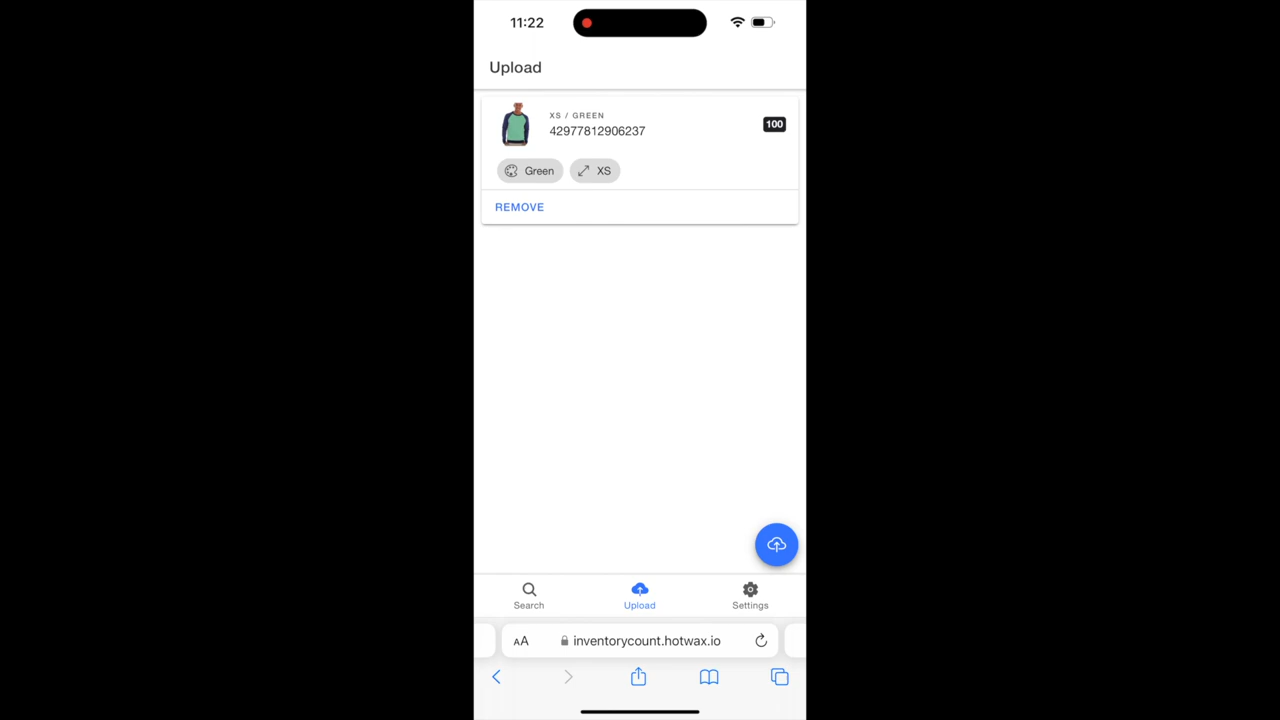 11:22
Upload
XS / GREEN
42977812906237
100
Green
XS
REMOVE
Search
Upload
Settings
AA
inventorycount.hotwax.io